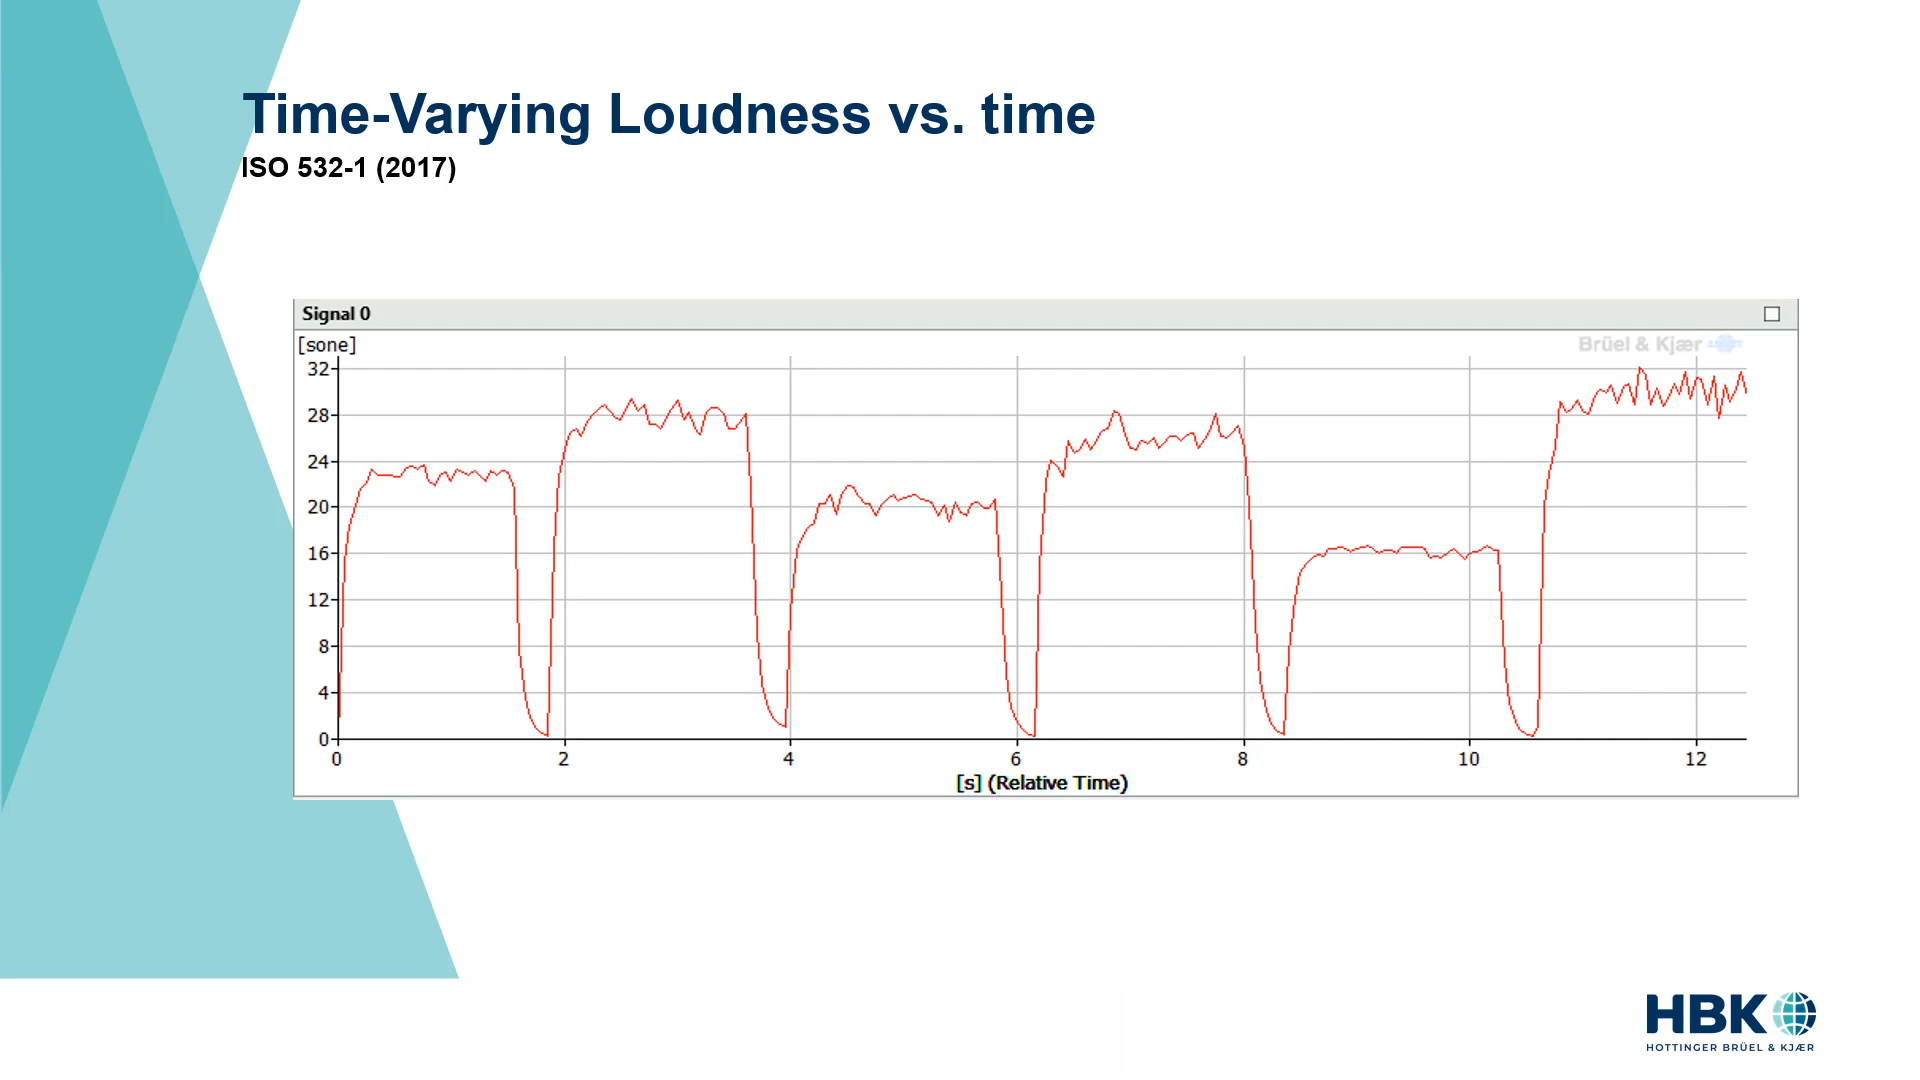 Time-Varying Loudness vs. time
ISO 532-1 (2017)
Signal 0
[sone]
Brüel & Kjær
32
28
24
20
16
12
8
4
0
0 2 4 6 8 10 12
[s] (Relative Time)
HBK
HOTTINGER BRÜEL & KJÆR